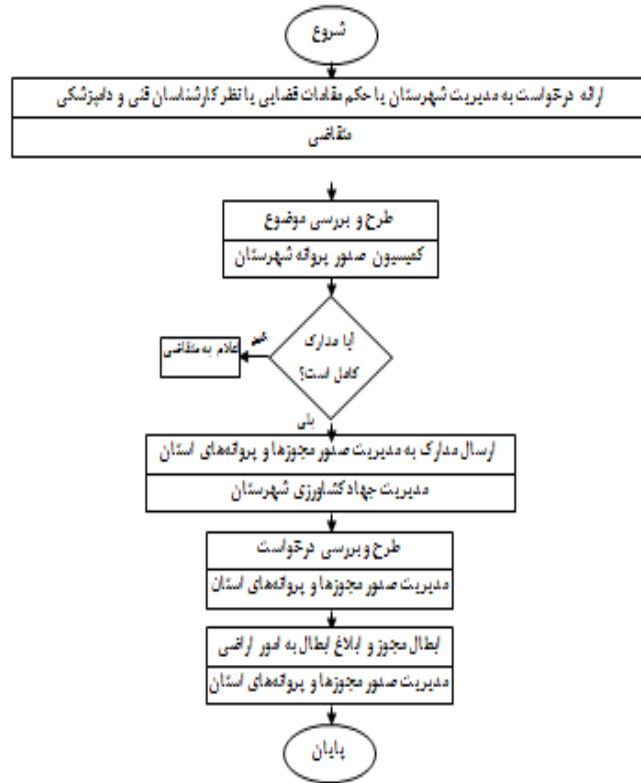 شروع
ارائه درخواست به مدیریت شهرستان یا حکم مقامات قضایی یا نظر کارشناسان فنی و دامپزشکی
متقاضی
طرح و بررسی موضوع
کمیسیون صدور پروانه شهرستان
آیا مدارک
کامل است؟
خیر
اعلام به متقاضی
بلی
ارسال مدارک به مدیریت صدور مجوزها و پروانه‌های استان
مدیریت جهاد کشاورزی شهرستان
طرح و بررسی درخواست
مدیریت صدور مجوزها و پروانه‌های استان
ابطال مجوز و ابلاغ ابطال به امور اراضی
مدیریت صدور مجوزها و پروانه‌های استان
پایان